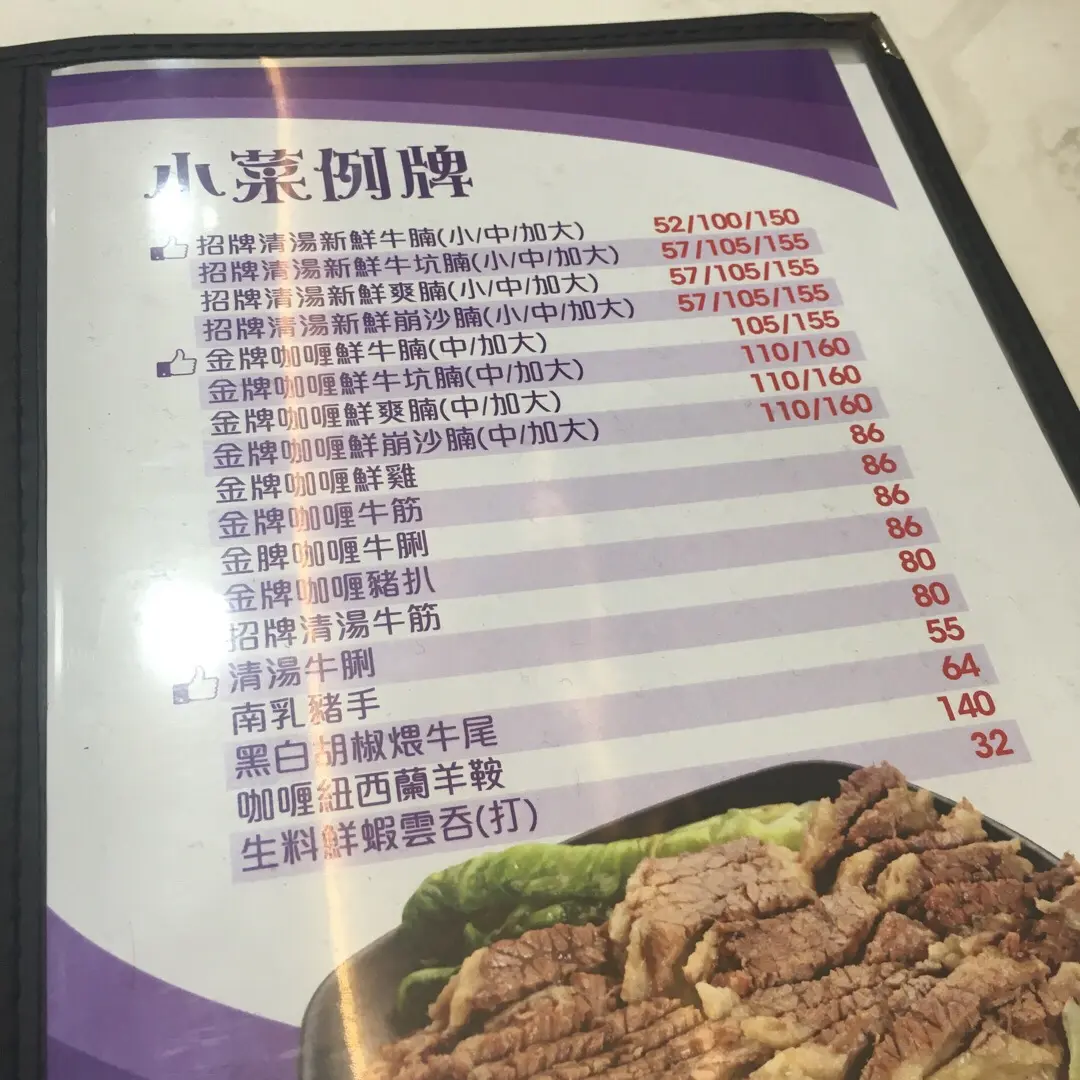 小菜例牌
招牌清湯新鮮牛腩(小/中/加大) 52/100/150
招牌清湯新鮮牛坑腩(小/中/加大) 57/105/155
招牌清湯新鮮爽腩(小/中/加大) 57/105/155
招牌清湯新鮮崩沙腩(小/中/加大) 57/105/155
金牌咖喱鮮牛腩(中/加大) 105/155
金牌咖喱鮮牛坑腩(中/加大) 110/160
金牌咖喱鮮爽腩(中/加大) 110/160
金牌咖喱鮮崩沙腩(中/加大) 110/160
金牌咖喱鮮雞 86
金牌咖喱牛筋 86
金牌咖喱牛脷 86
金牌咖喱豬扒 86
招牌清湯牛筋 80
清湯牛脷 80
南乳豬手 55
黑白胡椒煨牛尾 64
咖喱紐西蘭羊鞍 140
生料鮮蝦雲吞(打) 32